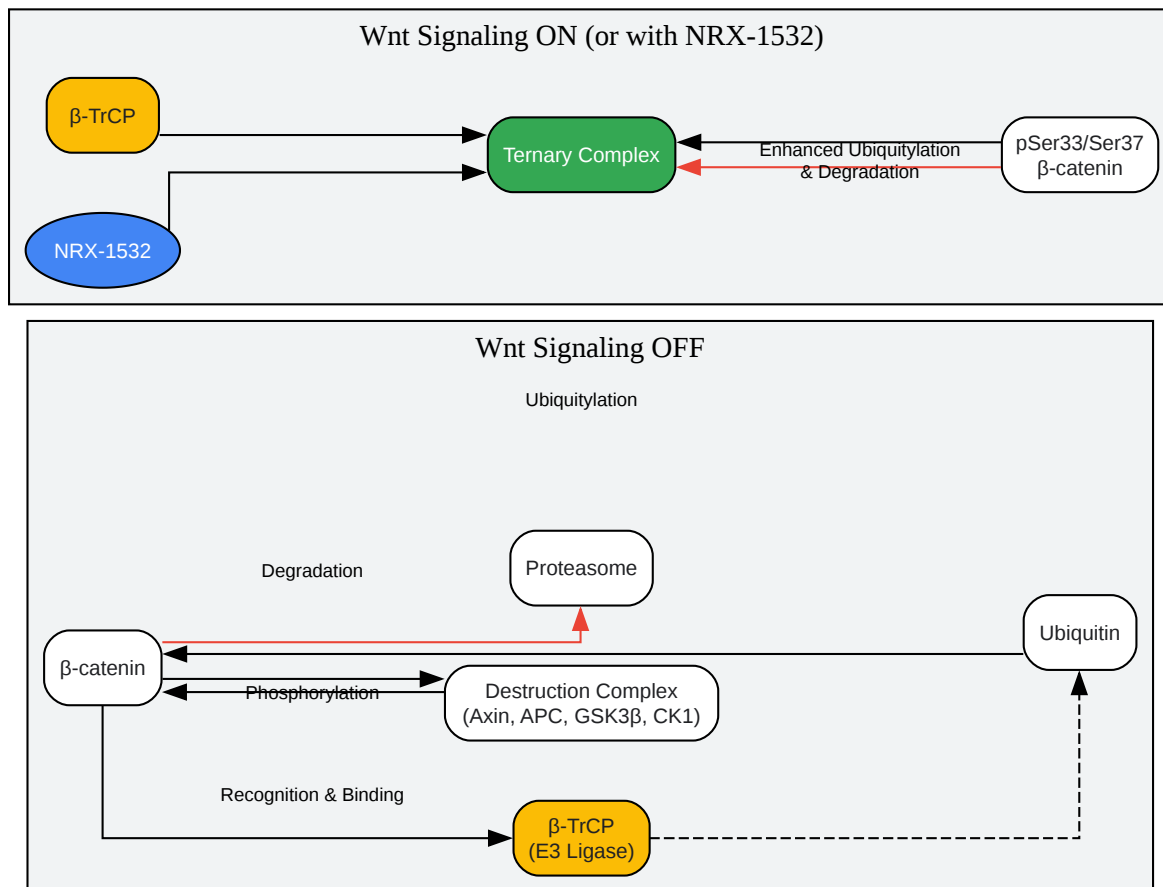 Wnt Signaling ON (or with NRX-1532)
β-TrCP
Ternary Complex
Enhanced Ubiquitylation
& Degradation
pSer33/Ser37
β-catenin
NRX-1532
Wnt Signaling OFF
Ubiquitylation
Degradation
Proteasome
Ubiquitin
β-catenin
Phosphorylation
Destruction Complex
(Axin, APC, GSK3β, CK1)
Recognition & Binding
β-TrCP
(E3 Ligase)